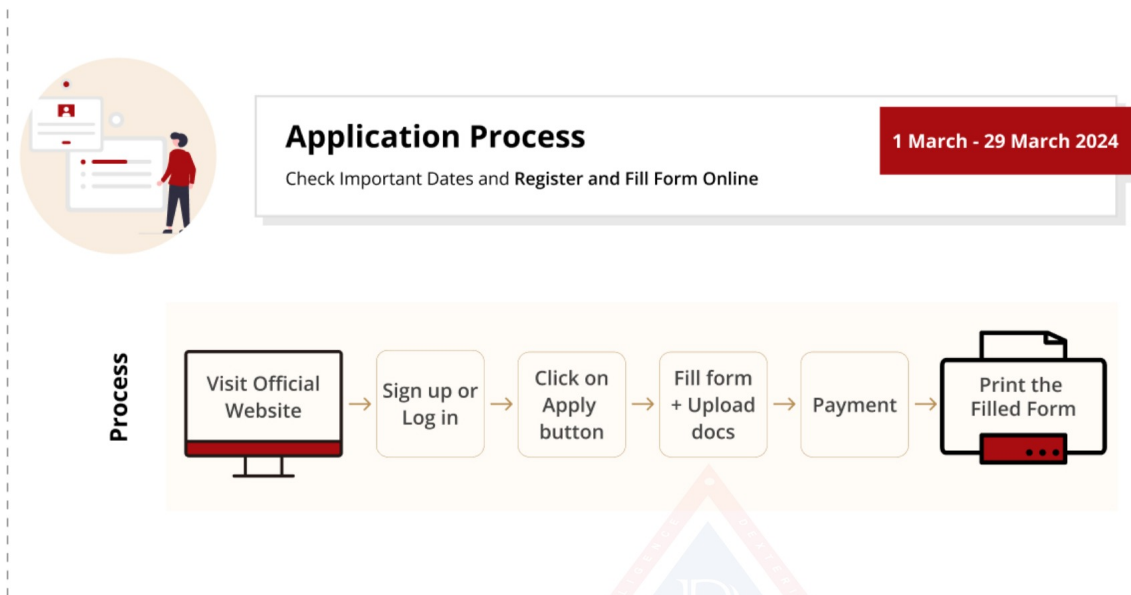 Application Process
1 March - 29 March 2024
Check Important Dates and Register and Fill Form Online
Process
Visit Official
Website
Sign up or
Log in
Click on
Apply
button
Fill form
+ Upload
docs
Payment
Print the
Filled Form